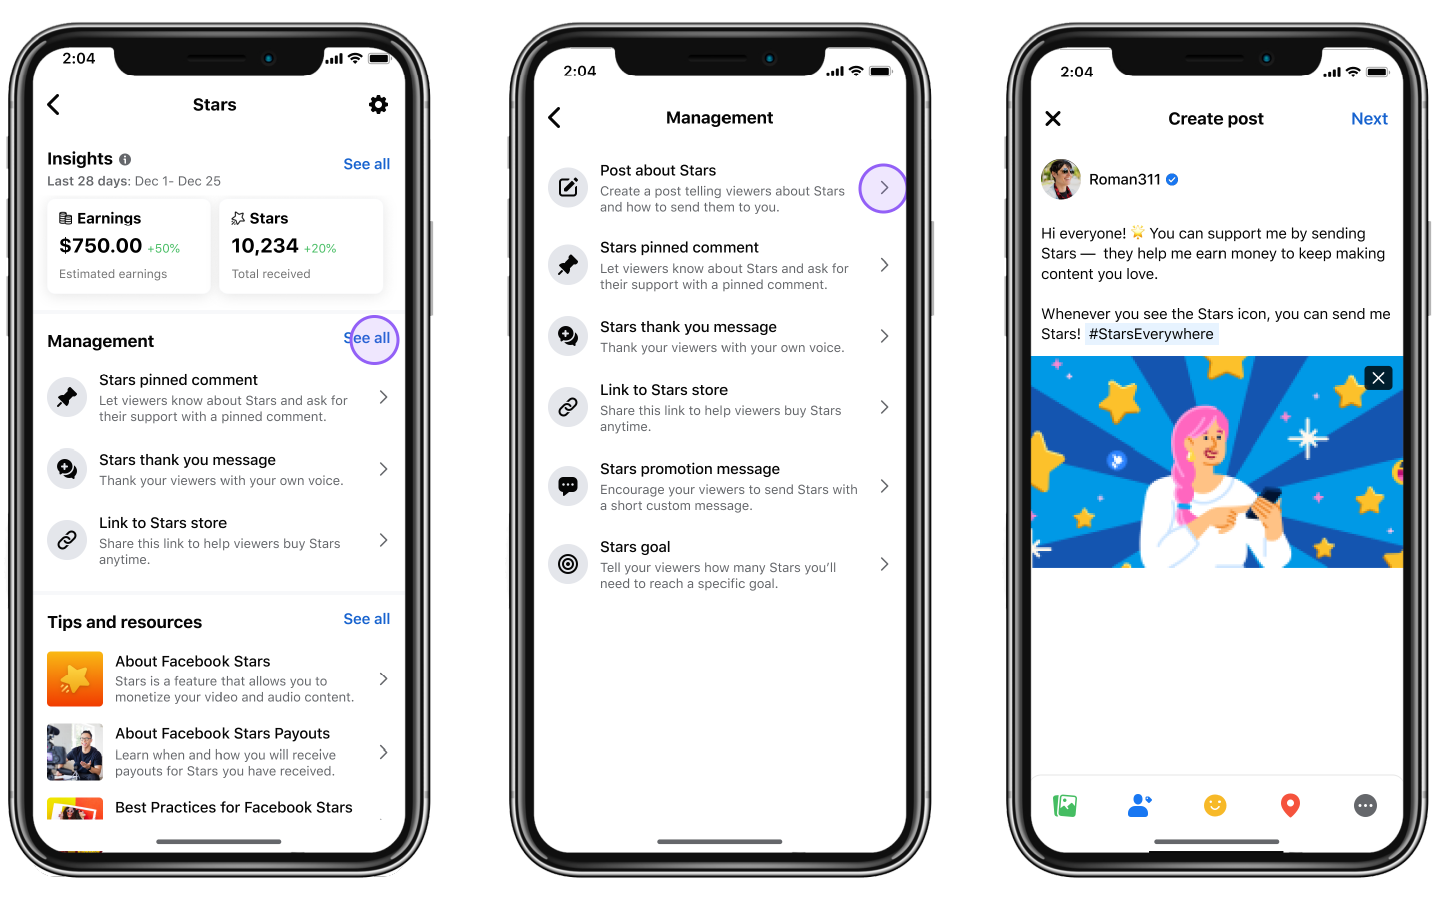 2:04
Stars
Insights
See all
Last 28 days: Dec 1- Dec 25
Earnings
$750.00 +50%
Estimated earnings
Stars
10,234 +20%
Total received
Management
See all
Stars pinned comment
Let viewers know about Stars and ask for
their support with a pinned comment.
Stars thank you message
Thank your viewers with your own voice.
Link to Stars store
Share this link to help viewers buy Stars
anytime.
Tips and resources
See all
About Facebook Stars
Stars is a feature that allows you to
monetize your video and audio content.
About Facebook Stars Payouts
Learn when and how you will receive
payouts for Stars you have received.
Best Practices for Facebook Stars
2:04
Management
Post about Stars
Create a post telling viewers about Stars
and how to send them to you.
Stars pinned comment
Let viewers know about Stars and ask for
their support with a pinned comment.
Stars thank you message
Thank your viewers with your own voice.
Link to Stars store
Share this link to help viewers buy Stars
anytime.
Stars promotion message
Encourage your viewers to send Stars with
a short custom message.
Stars goal
Tell your viewers how many Stars you'll
need to reach a specific goal.
2:04
Create post
Next
Roman311
Hi everyone! 🌟 You can support me by sending
Stars — they help me earn money to keep making
content you love.
Whenever you see the Stars icon, you can send me
Stars! #StarsEverywhere